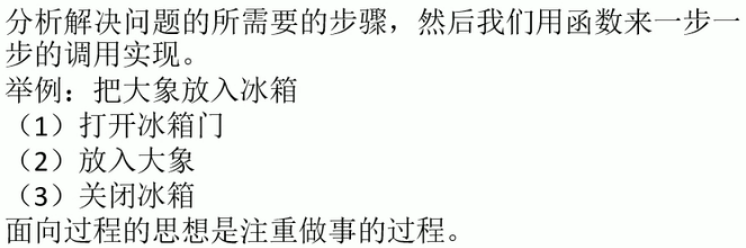 分析解决问题的所需要的步骤，然后我们用函数来一步一
步的调用实现。
举例：把大象放入冰箱
（1）打开冰箱门
（2）放入大象
（3）关闭冰箱
面向过程的思想是注重做事的过程。